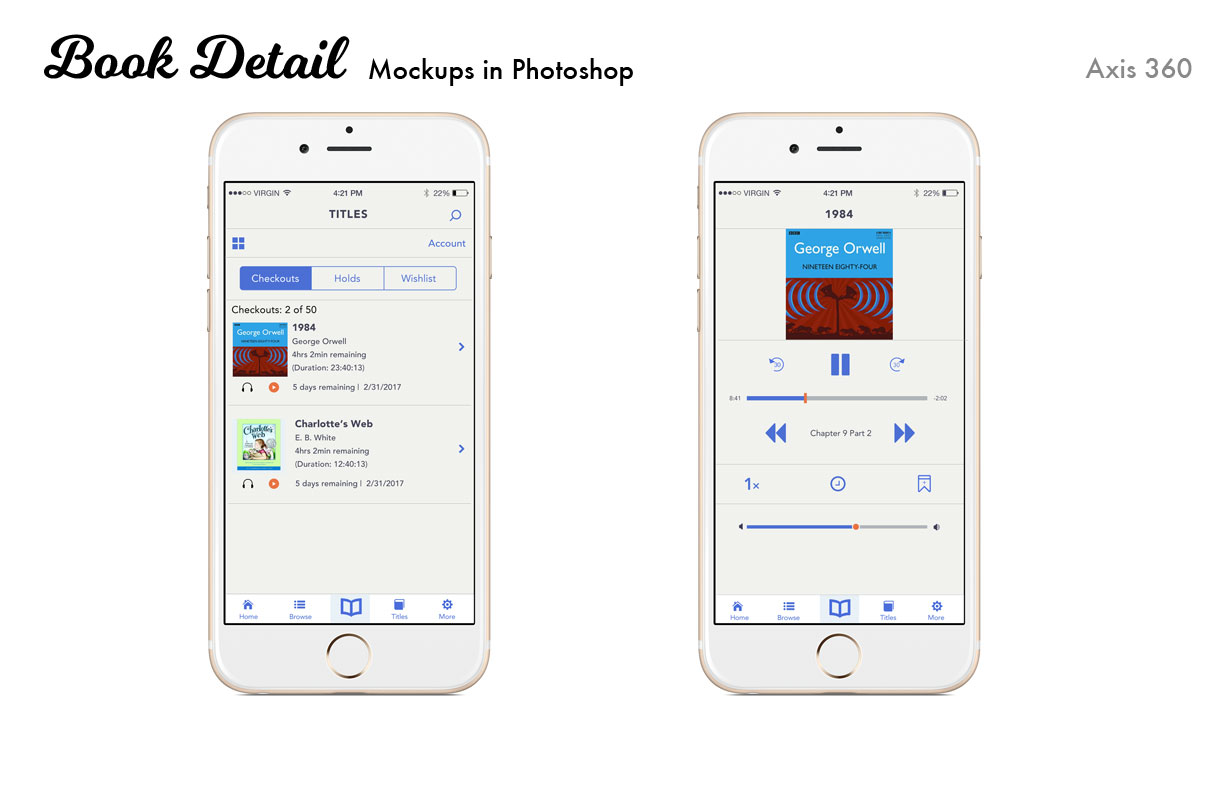 Book Detail Mockups in Photoshop
Axis 360
VIRGIN 4:21 PM 22%
TITLES
Account
Checkouts Holds Wishlist
Checkouts: 2 of 50
George Orwell
NINETEEN EIGHTY-FOUR
1984
George Orwell
4hrs 2min remaining
(Duration: 23:40:13)
5 days remaining | 2/31/2017
Charlotte's
Web
Charlotte's Web
E. B. White
4hrs 2min remaining
(Duration: 12:40:13)
5 days remaining | 2/31/2017
Home Browse Titles More
VIRGIN 4:21 PM 22%
1984
BBC
George Orwell
NINETEEN EIGHTY-FOUR
30 30
8:41 -2:02
Chapter 9 Part 2
1x
Home Browse Titles More